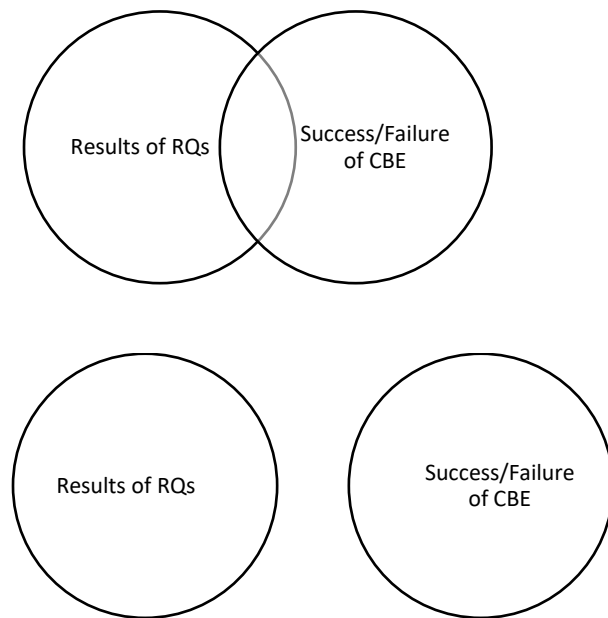 Results of RQs
Success/Failure
of CBE
Results of RQs
Success/Failure
of CBE